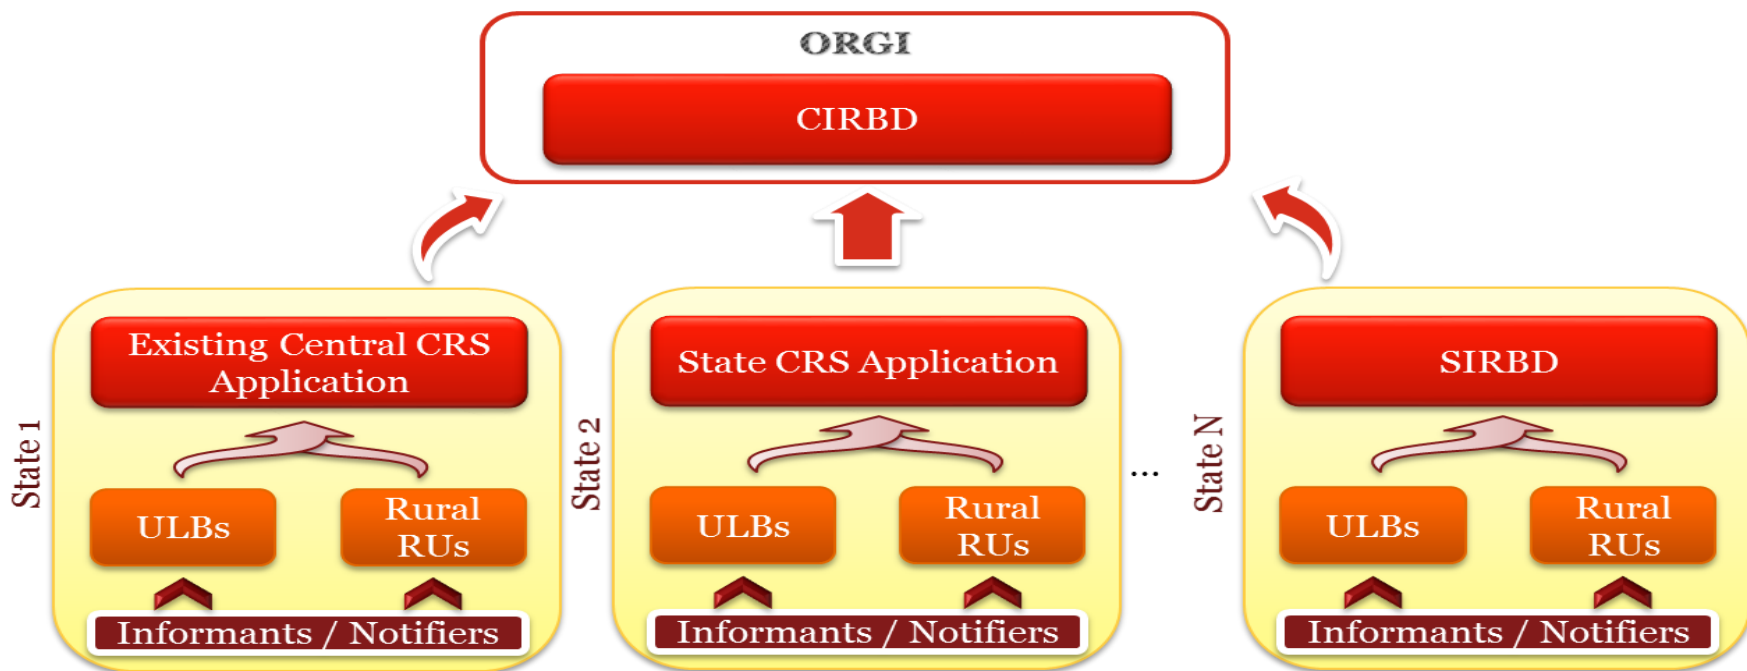 ORGI
CIRBD
State 1
Existing Central CRS
Application
ULBs
Rural
RUs
Informants / Notifiers
State 2
State CRS Application
ULBs
Rural
RUs
Informants / Notifiers
...
State N
SIRBD
ULBs
Rural
RUs
Informants / Notifiers